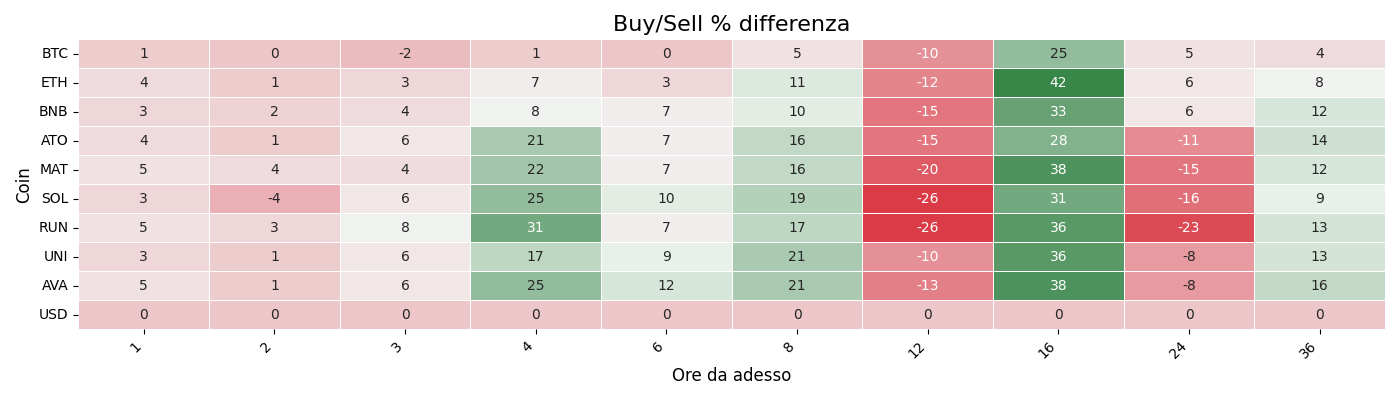 Buy/Sell % differenza
Coin
BTC 1 0 -2 1 0 5 -10 25 5 4
ETH 4 1 3 7 3 11 -12 42 6 8
BNB 3 2 4 8 7 10 -15 33 6 12
ATO 4 1 6 21 7 16 -15 28 -11 14
MAT 5 4 4 22 7 16 -20 38 -15 12
SOL 3 -4 6 25 10 19 -26 31 -16 9
RUN 5 3 8 31 7 17 -26 36 -23 13
UNI 3 1 6 17 9 21 -10 36 -8 13
AVA 5 1 6 25 12 21 -13 38 -8 16
USD 0 0 0 0 0 0 0 0 0 0
1 2 3 4 6 8 12 16 24 36
Ore da adesso